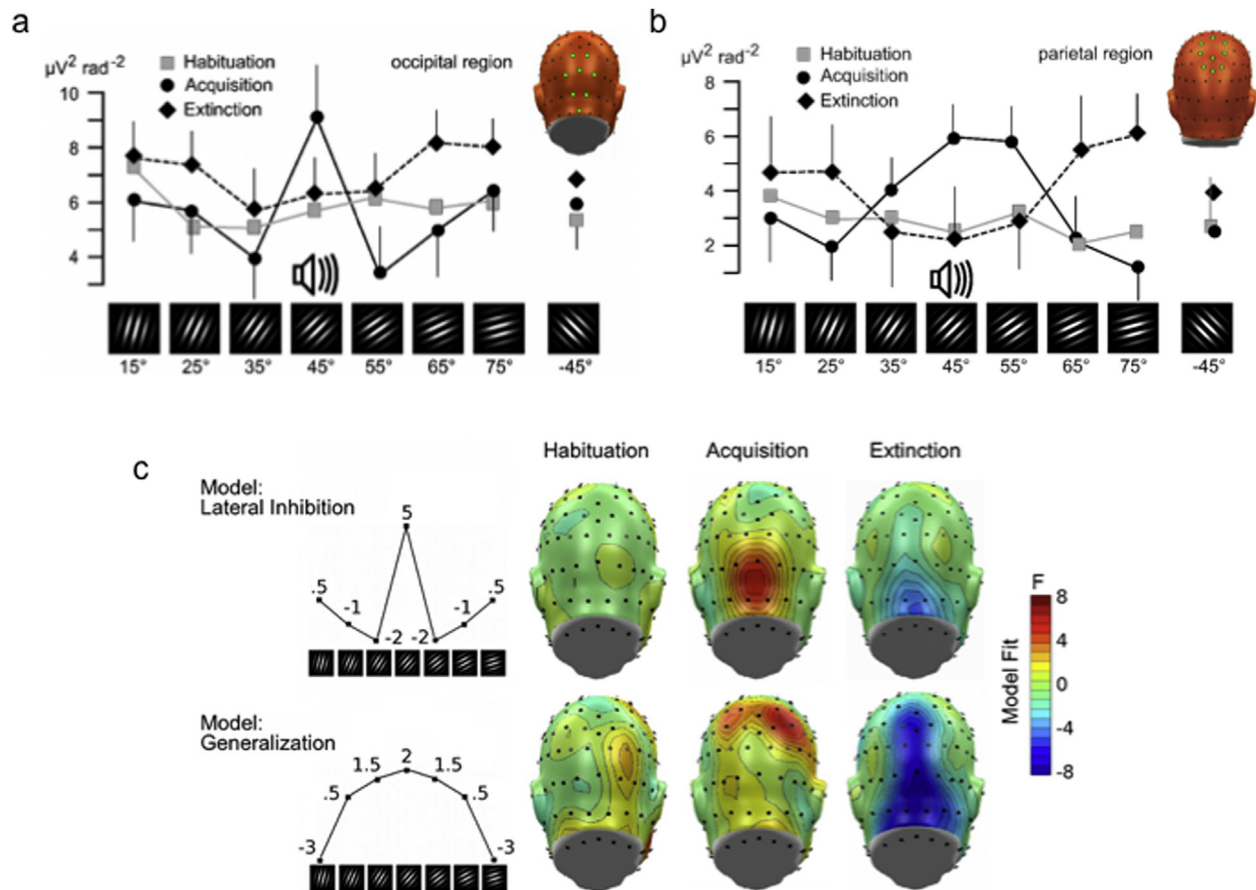 a
µV² rad⁻²
Habituation
Acquisition
Extinction
occipital region
10
8
6
4
15° 25° 35° 45° 55° 65° 75° -45°
b
µV² rad⁻²
Habituation
Acquisition
Extinction
parietal region
8
6
4
2
15° 25° 35° 45° 55° 65° 75° -45°
c
Habituation Acquisition Extinction
Model:
Lateral Inhibition
5
.5 .5
-1 -1
-2 -2
Model:
Generalization
2
1.5 1.5
.5 .5
-3 -3
F
8
4
0
-4
-8
Model Fit